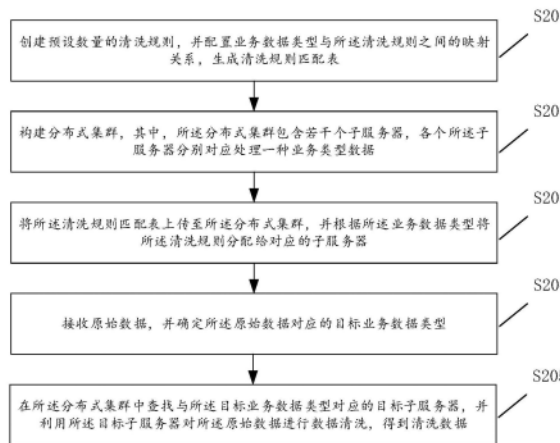 S20
创建预设数量的清洗规则，并配置业务数据类型与所述清洗规则之间的映射
关系，生成清洗规则匹配表
S20
构建分布式集群，其中，所述分布式集群包含若干个子服务器，各个所述子
服务器分别对应处理一种业务类型数据
S20
将所述清洗规则匹配表上传至所述分布式集群，并根据所述业务数据类型将
所述清洗规则分配给对应的子服务器
S20
接收原始数据，并确定所述原始数据对应的目标业务数据类型
S20
在所述分布式集群中查找与所述目标业务数据类型对应的目标子服务器，并
利用所述目标子服务器对所述原始数据进行数据清洗，得到清洗数据